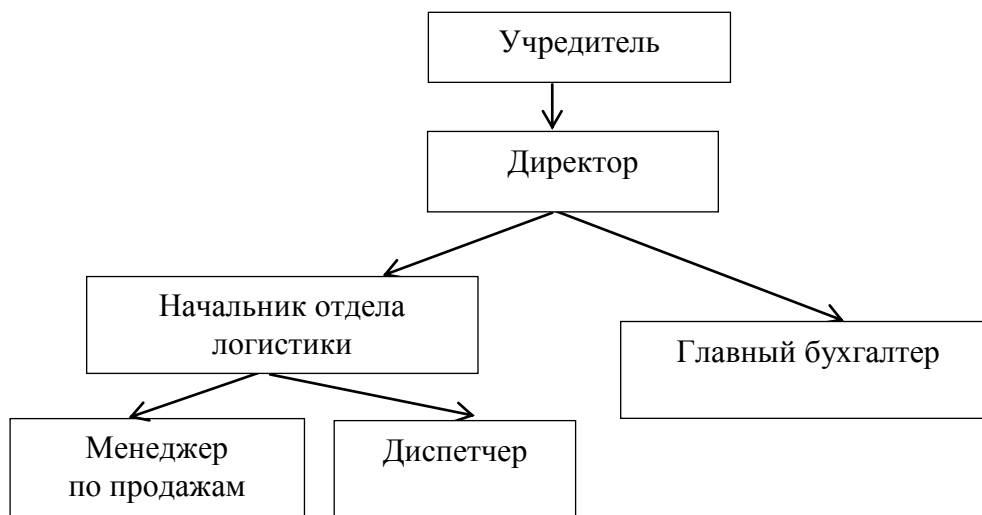 Учредитель
Директор
Начальник отдела
логистики
Главный бухгалтер
Менеджер
по продажам
Диспетчер